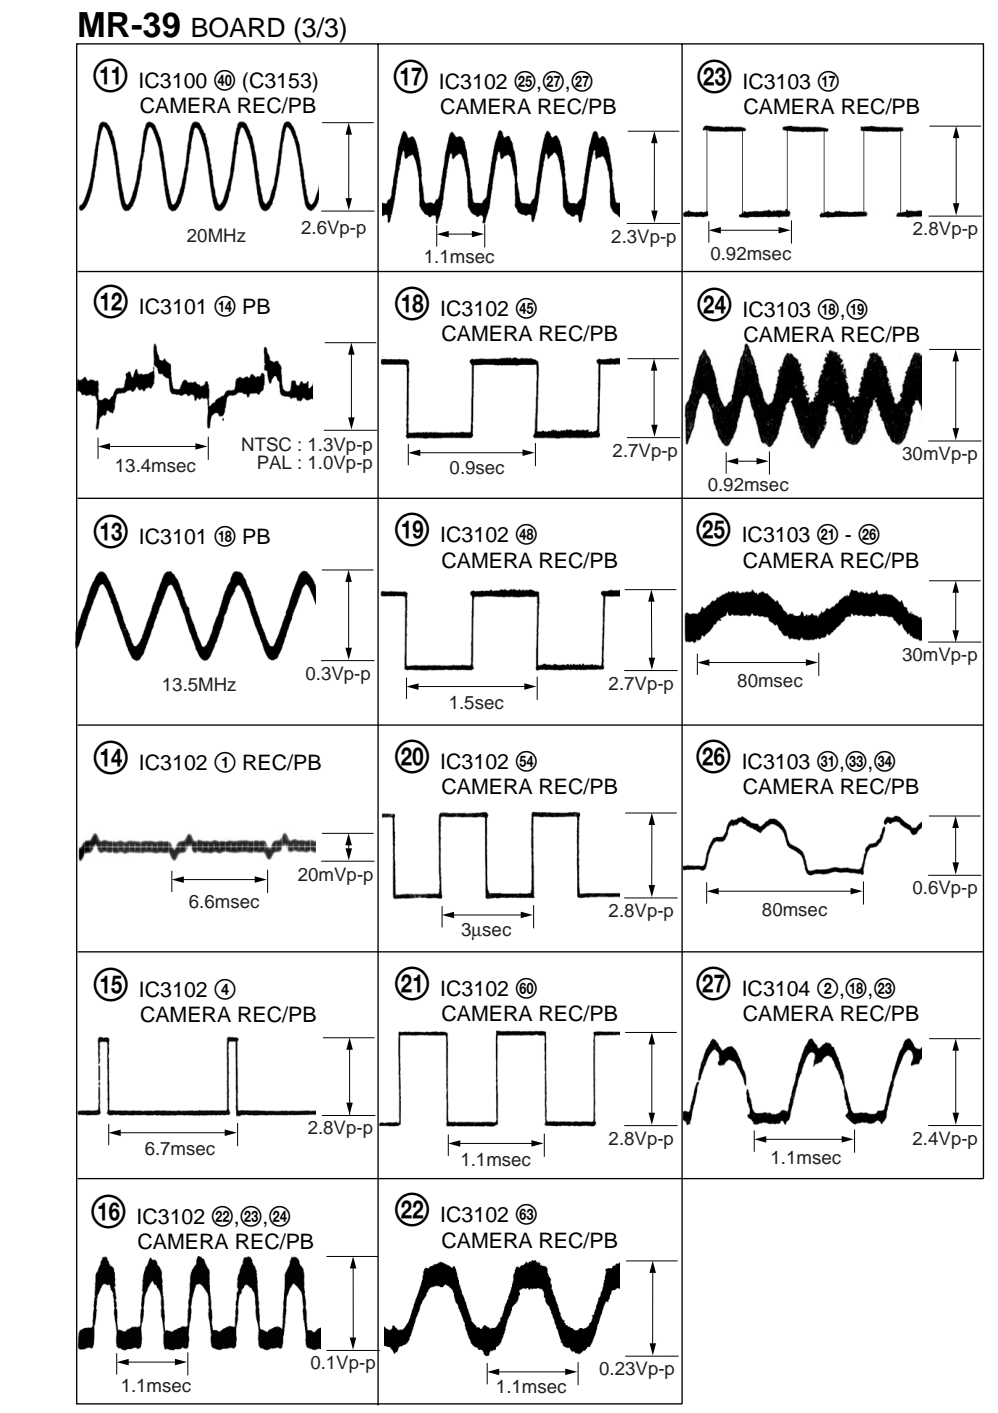 MR-39 BOARD (3/3)
⑪ IC3100 ㊵ (C3153)
CAMERA REC/PB
2.6Vp-p
20MHz
⑫ IC3101 ⑭ PB
NTSC : 1.3Vp-p
PAL : 1.0Vp-p
13.4msec
⑬ IC3101 ⑱ PB
0.3Vp-p
13.5MHz
⑭ IC3102 ① REC/PB
20mVp-p
6.6msec
⑮ IC3102 ④
CAMERA REC/PB
2.8Vp-p
6.7msec
⑯ IC3102 ㉒,㉓,㉔
CAMERA REC/PB
0.1Vp-p
1.1msec
⑰ IC3102 ㉕,㉗,㉗
CAMERA REC/PB
2.3Vp-p
1.1msec
⑱ IC3102 ㊺
CAMERA REC/PB
2.7Vp-p
0.9sec
⑲ IC3102 ㊽
CAMERA REC/PB
2.7Vp-p
1.5sec
⑳ IC3102 54
CAMERA REC/PB
2.8Vp-p
3µsec
㉑ IC3102 60
CAMERA REC/PB
2.8Vp-p
1.1msec
㉒ IC3102 63
CAMERA REC/PB
0.23Vp-p
1.1msec
㉓ IC3103 ⑰
CAMERA REC/PB
2.8Vp-p
0.92msec
㉔ IC3103 ⑱,⑲
CAMERA REC/PB
30mVp-p
0.92msec
㉕ IC3103 ㉑ - ㉖
CAMERA REC/PB
30mVp-p
80msec
㉖ IC3103 ㉛,㉝,㉞
CAMERA REC/PB
0.6Vp-p
80msec
㉗ IC3104 ②,⑱,㉓
CAMERA REC/PB
2.4Vp-p
1.1msec